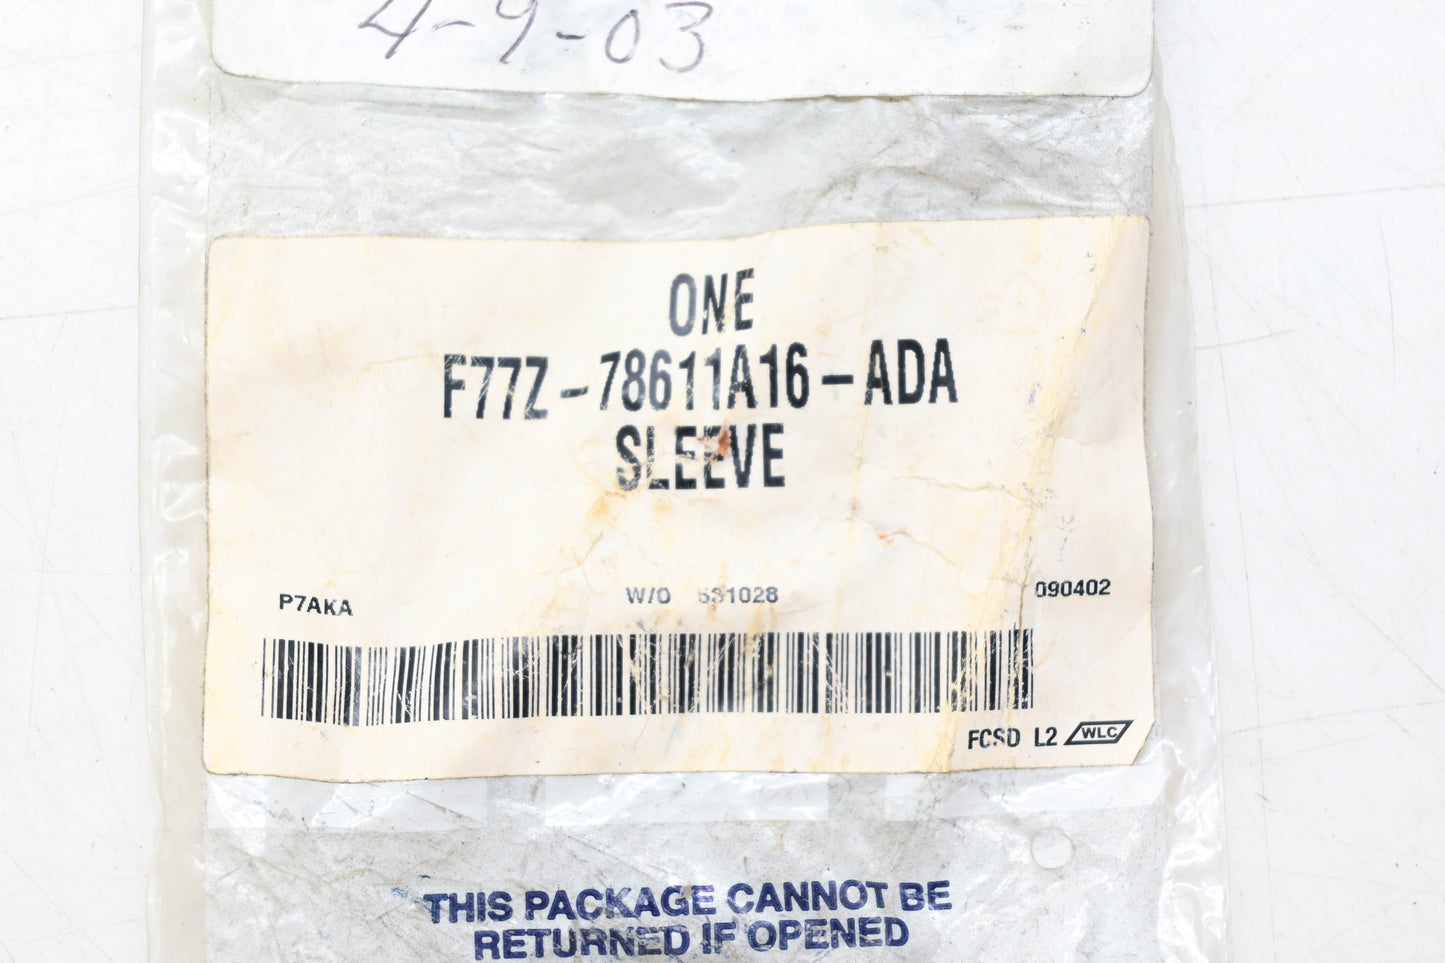 4-9-03
ONE
F77Z-78611A16-ADA
SLEEVE
P7AKA W/O 531028 090402
FCSD L2 WLC
THIS PACKAGE CANNOT BE
RETURNED IF OPENED